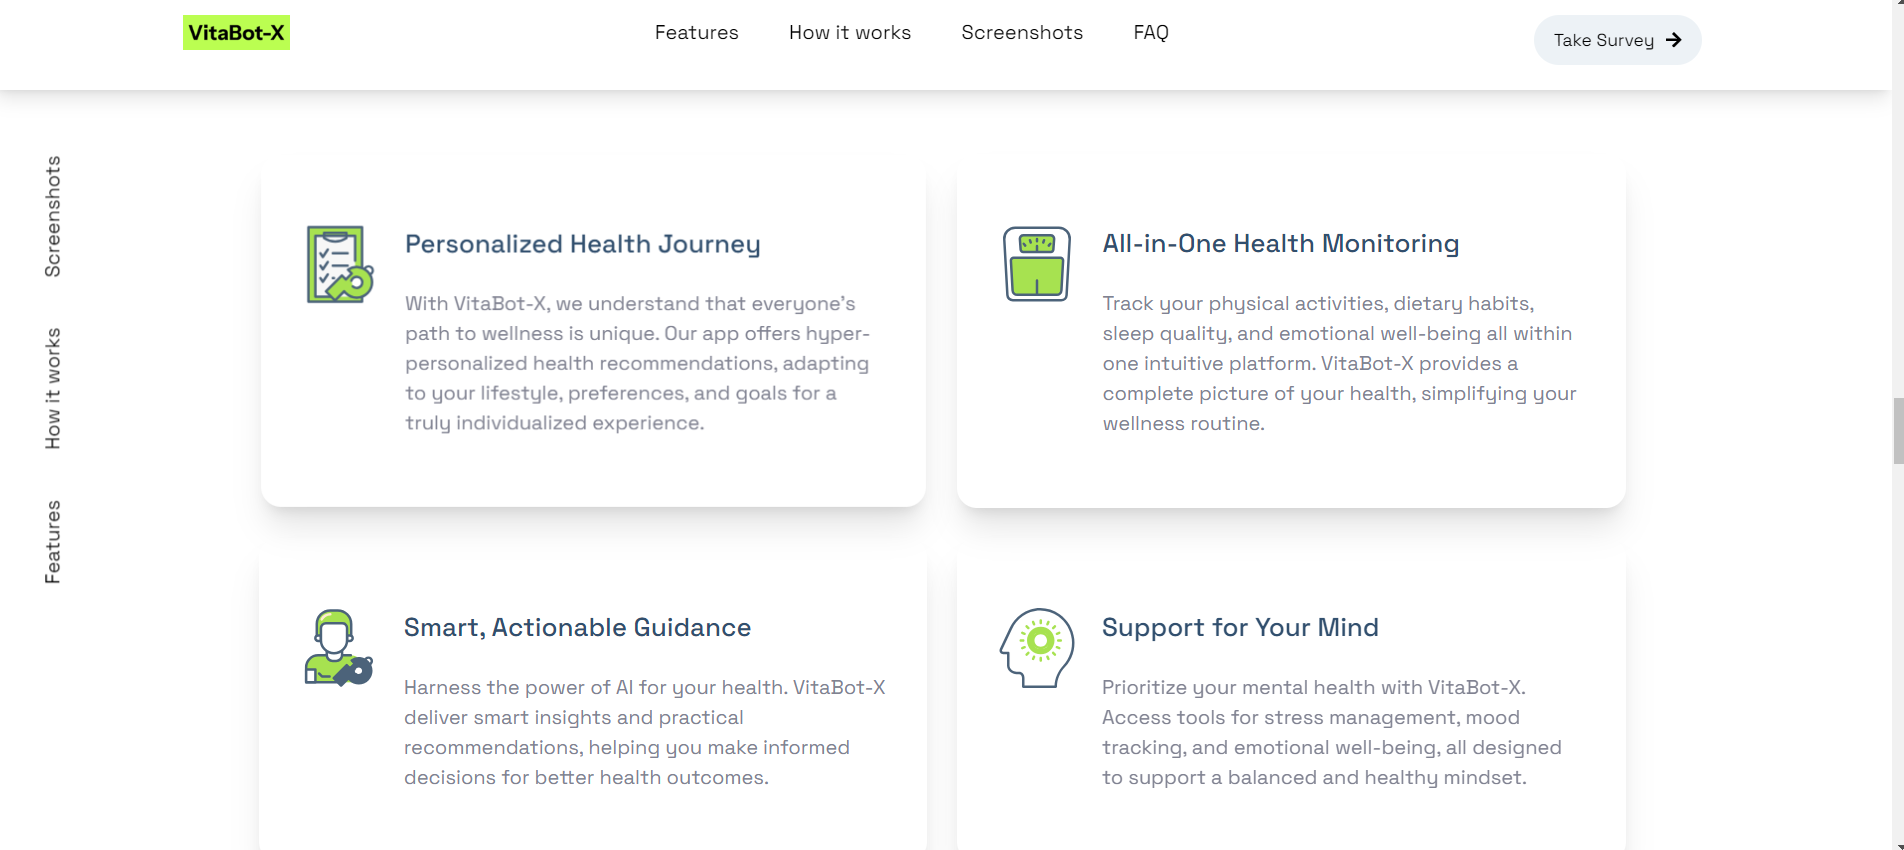 VitaBot-X
Features
How it works
Screenshots
FAQ
Take Survey
Screenshots
How it works
Features
Personalized Health Journey
With VitaBot-X, we understand that everyone's
path to wellness is unique. Our app offers hyper-
personalized health recommendations, adapting
to your lifestyle, preferences, and goals for a
truly individualized experience.
All-in-One Health Monitoring
Track your physical activities, dietary habits,
sleep quality, and emotional well-being all within
one intuitive platform. VitaBot-X provides a
complete picture of your health, simplifying your
wellness routine.
Smart, Actionable Guidance
Harness the power of AI for your health. VitaBot-X
deliver smart insights and practical
recommendations, helping you make informed
decisions for better health outcomes.
Support for Your Mind
Prioritize your mental health with VitaBot-X.
Access tools for stress management, mood
tracking, and emotional well-being, all designed
to support a balanced and healthy mindset.